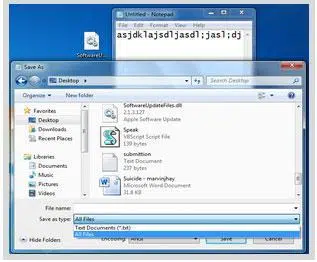 Untitled - Notepad
File Edit Format View Help
asjdklajsdljasdl;jasl;dj
SoftwareU...
Save As
Desktop
Search Desktop
Organize
New Folder
Favorites
Desktop
Downloads
Recent Places
Libraries
Documents
Music
Pictures
Videos
SoftwareUpdateFiles.dll
2.1.3.127
Apple Software Update
Speak
VBScript Script File
139 bytes
submittion
Text Document
237 bytes
Suicide - marvinjhay
Microsoft Word Document
31.8 KB
File name:
Save as type: All Files
Text Documents (*.txt)
All Files
Hide Folders
Encoding: ANSI
Save
Cancel